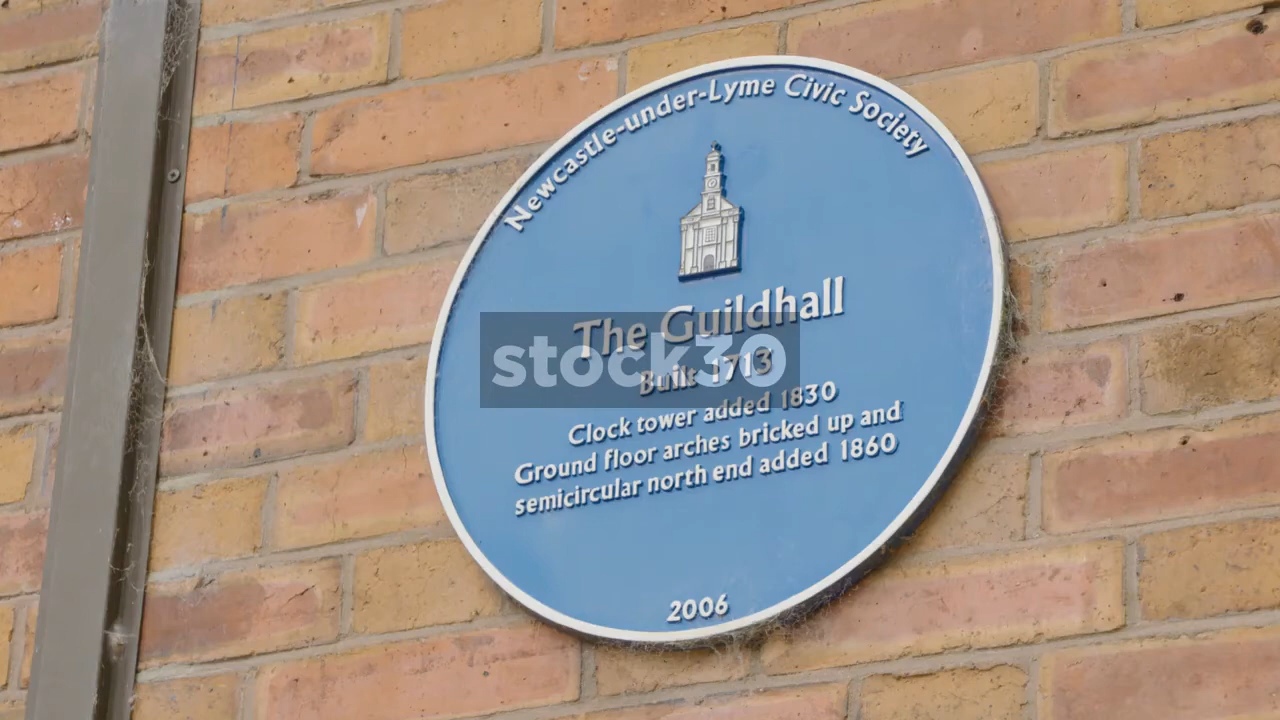 Newcastle-under-Lyme Civic Society
The Guildhall
Built 1713
stock30
Clock tower added 1830
Ground floor arches bricked up and
semicircular north end added 1860
2006